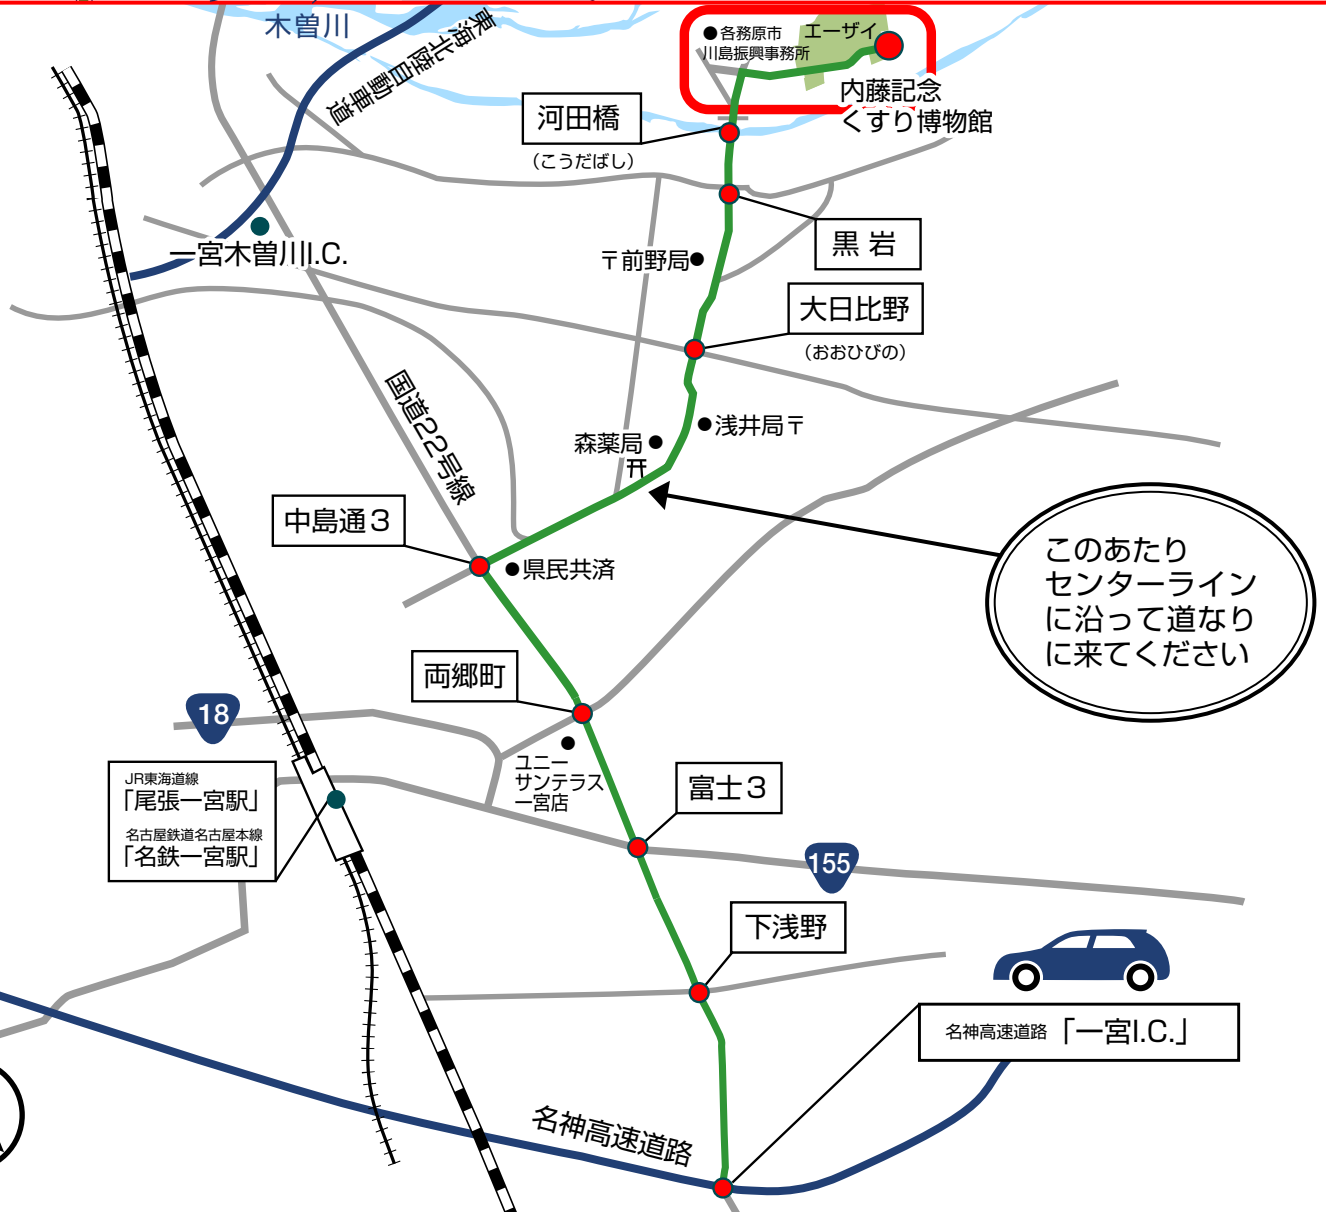 木曽川
東海北陸自動車道
各務原市
川島振興事務所
エーザイ
内藤記念
くすり博物館
河田橋
（こうだばし）
黒 岩
一宮木曽川I.C.
〒前野局
大日比野
（おおひびの）
国道22号線
浅井局〒
森薬局
中島通３
県民共済
このあたり
センターライン
に沿って道なり
に来てください
両郷町
18
ユニー
サンテラス
一宮店
JR東海道線
「尾張一宮駅」
名古屋鉄道名古屋本線
「名鉄一宮駅」
富士３
155
下浅野
名神高速道路「一宮I.C.」
名神高速道路